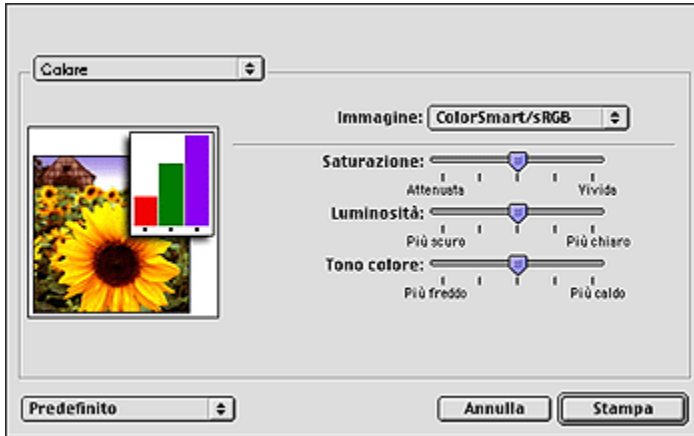 Colore
Immagine: ColorSmart/sRGB
Saturazione:
Attenuata Vivida
Luminosità:
Più scuro Più chiaro
Tono colore:
Più freddo Più caldo
Predefinito Annulla Stampa